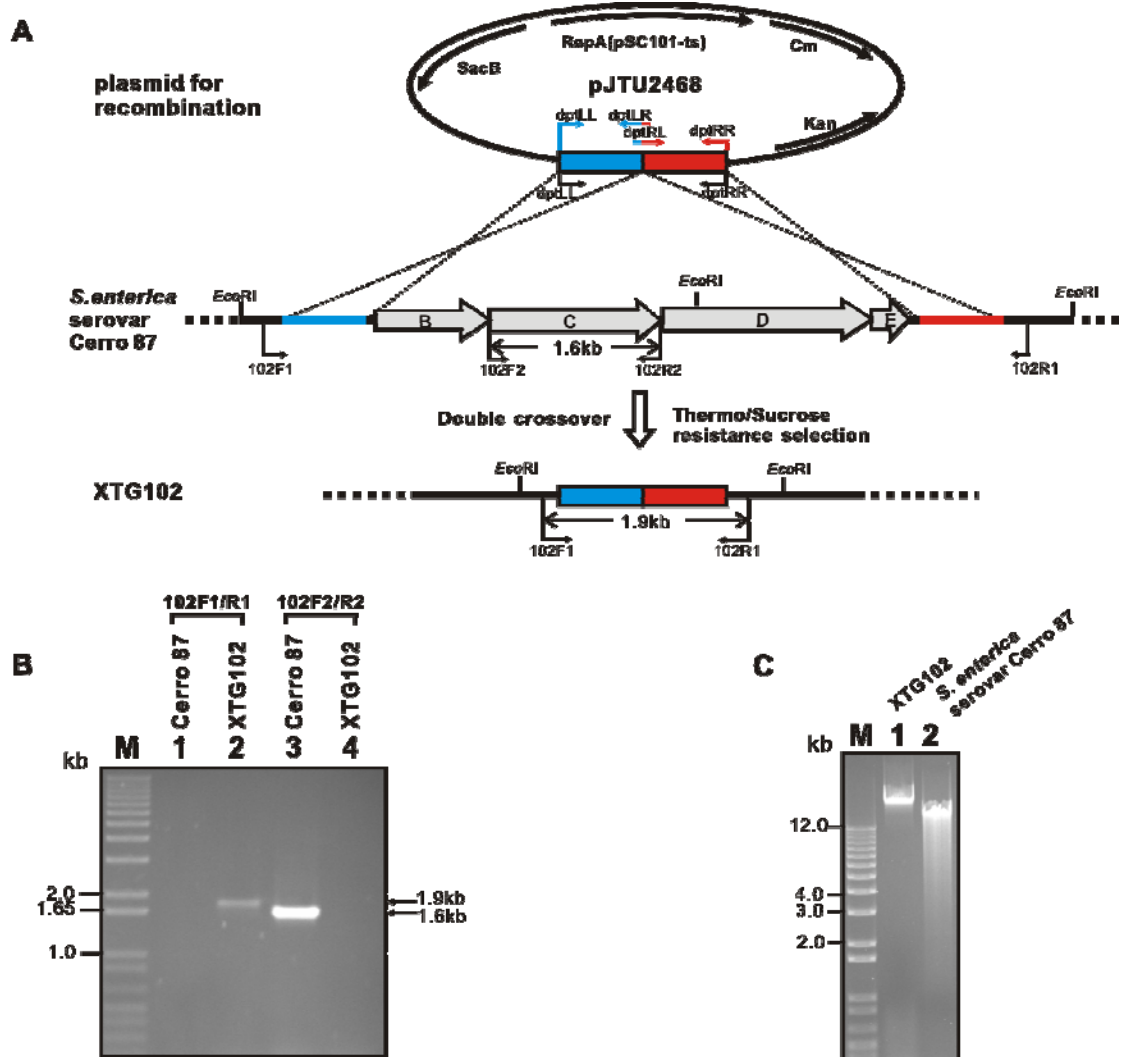 A
plasmid for
recombination
RepA(pSC101-ts)
SacB
Cm
pJTU2468
Kan
dptLL
dptLR
dptRL
dptRR
dptLL
dptRR
S.enterica
serovar
Cerro 87
EcoRI
EcoRI
EcoRI
B
C
D
E
1.6kb
102F1
102F2
102R2
102R1
Double crossover
Thermo/Sucrose
resistance selection
XTG102
EcoRI
EcoRI
1.9kb
102F1
102R1
B
102F1/R1
102F2/R2
Cerro 87
XTG102
Cerro 87
XTG102
kb
M
1
2
3
4
2.0
1.65
1.0
1.9kb
1.6kb
C
XTG102
S. enterica
serovar Cerro 87
kb
M
1
2
12.0
4.0
3.0
2.0